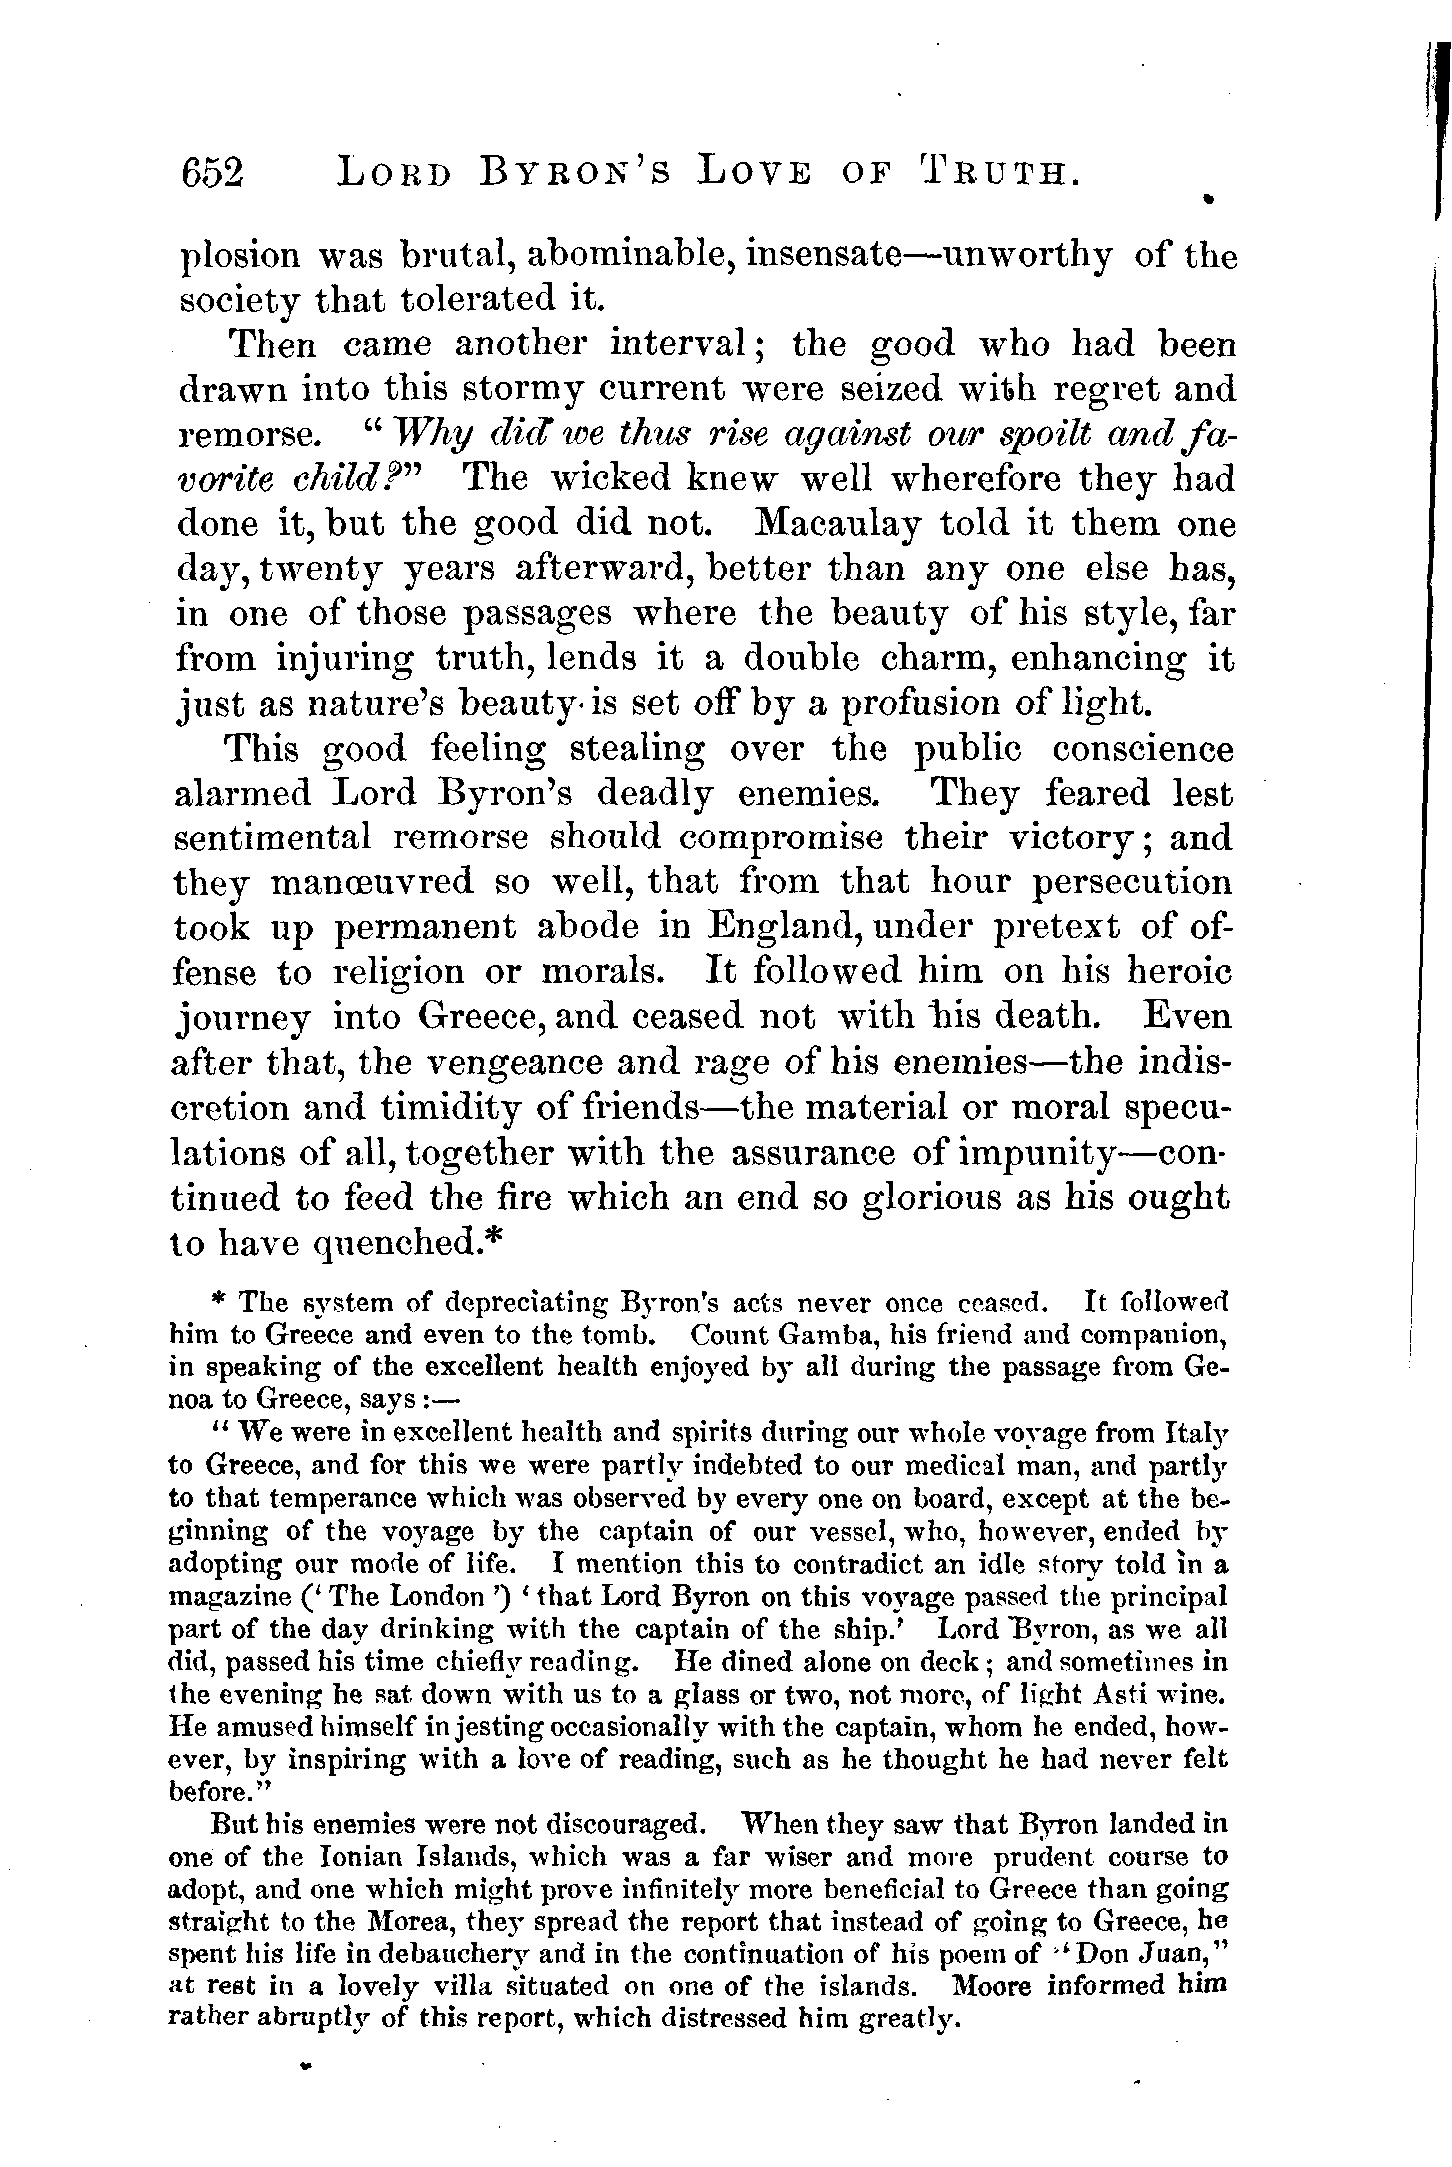 652 LORD BYRON'S LOVE OF TRUTH.
plosion was brutal, abominable, insensate—unworthy of the
society that tolerated it.
Then came another interval; the good who had been
drawn into this stormy current were seized with regret and
remorse. "Why did we thus rise against our spoilt and fa-
vorite child?" The wicked knew well wherefore they had
done it, but the good did not. Macaulay told it them one
day, twenty years afterward, better than any one else has,
in one of those passages where the beauty of his style, far
from injuring truth, lends it a double charm, enhancing it
just as nature's beauty is set off by a profusion of light.
This good feeling stealing over the public conscience
alarmed Lord Byron's deadly enemies. They feared lest
sentimental remorse should compromise their victory; and
they manœuvred so well, that from that hour persecution
took up permanent abode in England, under pretext of of-
fense to religion or morals. It followed him on his heroic
journey into Greece, and ceased not with his death. Even
after that, the vengeance and rage of his enemies—the indis-
cretion and timidity of friends—the material or moral specu-
lations of all, together with the assurance of impunity—con-
tinued to feed the fire which an end so glorious as his ought
to have quenched.*
* The system of depreciating Byron's acts never once ceased. It followed
him to Greece and even to the tomb. Count Gamba, his friend and companion,
in speaking of the excellent health enjoyed by all during the passage from Ge-
noa to Greece, says:—
"We were in excellent health and spirits during our whole voyage from Italy
to Greece, and for this we were partly indebted to our medical man, and partly
to that temperance which was observed by every one on board, except at the be-
ginning of the voyage by the captain of our vessel, who, however, ended by
adopting our mode of life. I mention this to contradict an idle story told in a
magazine ('The London') 'that Lord Byron on this voyage passed the principal
part of the day drinking with the captain of the ship.' Lord Byron, as we all
did, passed his time chiefly reading. He dined alone on deck; and sometimes in
the evening he sat down with us to a glass or two, not more, of light Asti wine.
He amused himself in jesting occasionally with the captain, whom he ended, how-
ever, by inspiring with a love of reading, such as he thought he had never felt
before."
But his enemies were not discouraged. When they saw that Byron landed in
one of the Ionian Islands, which was a far wiser and more prudent course to
adopt, and one which might prove infinitely more beneficial to Greece than going
straight to the Morea, they spread the report that instead of going to Greece, he
spent his life in debauchery and in the continuation of his poem of "Don Juan,"
at rest in a lovely villa situated on one of the islands. Moore informed him
rather abruptly of this report, which distressed him greatly.